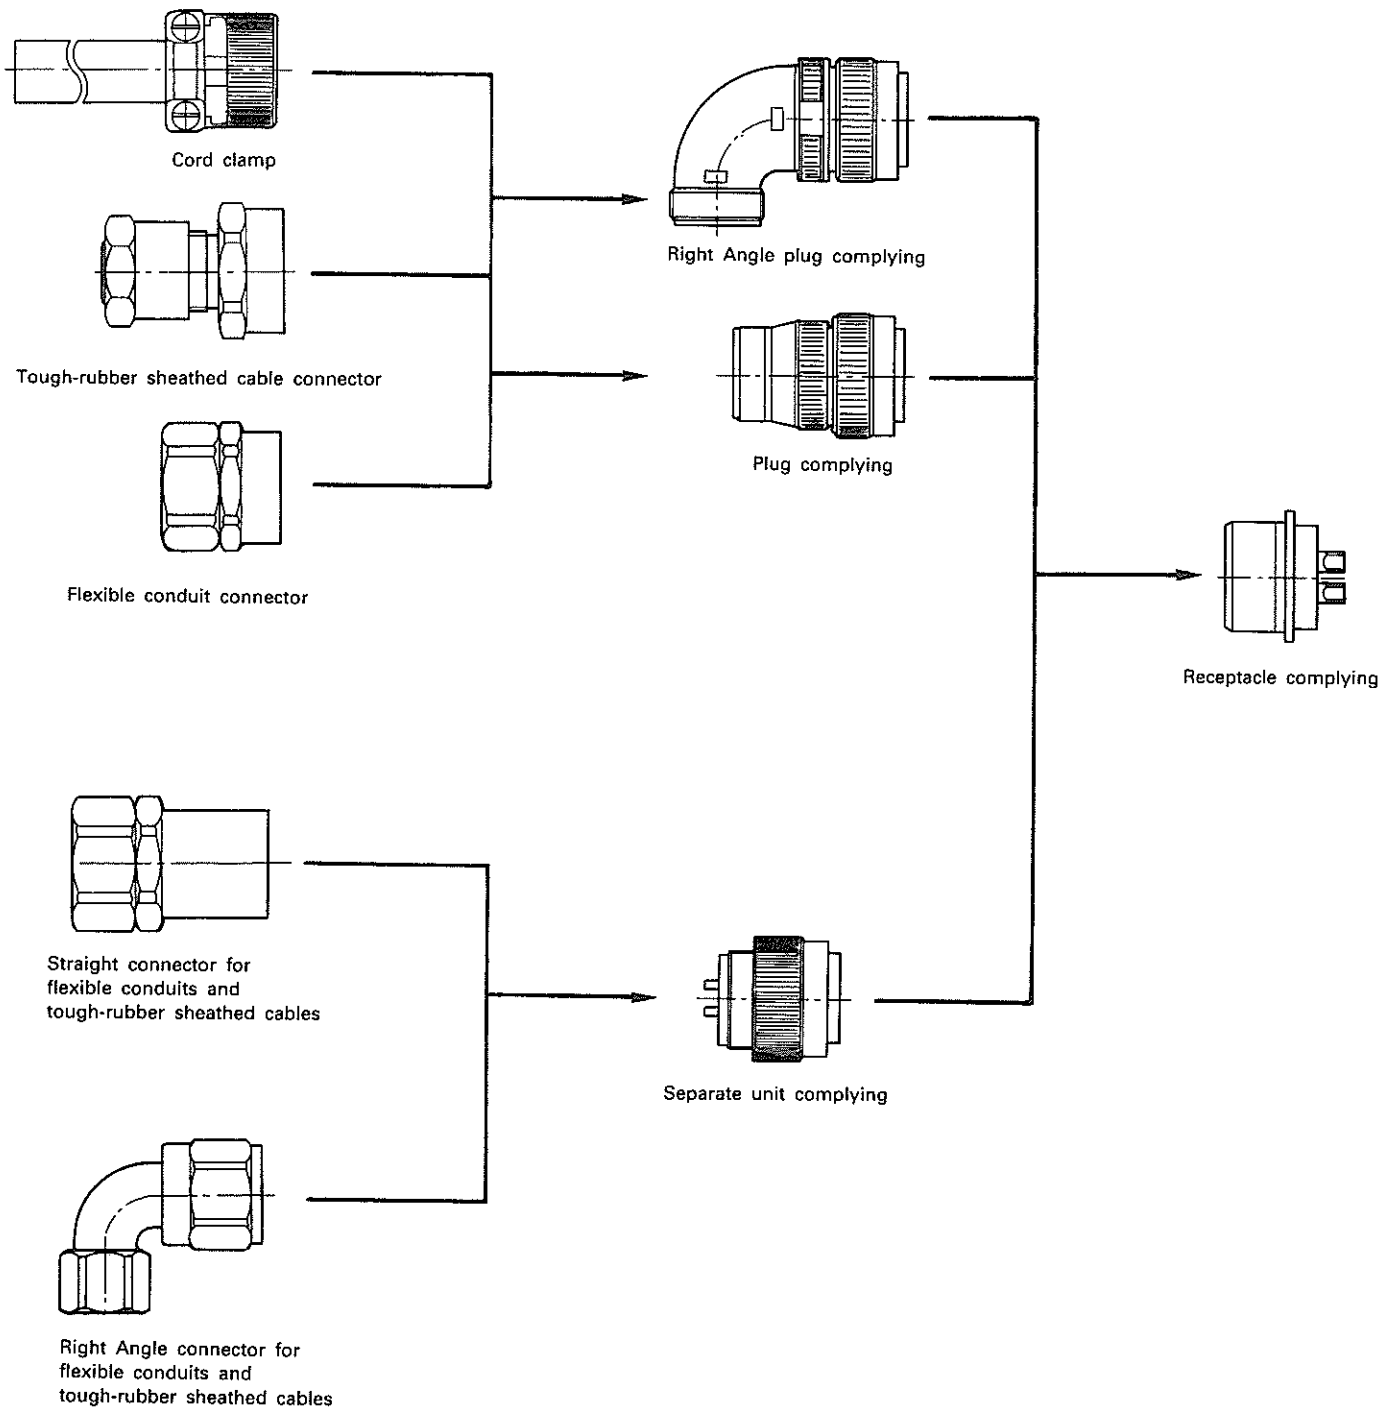 Cord clamp
Right Angle plug complying
Tough-rubber sheathed cable connector
Plug complying
Flexible conduit connector
Receptacle complying
Straight connector for
flexible conduits and
tough-rubber sheathed cables
Separate unit complying
Right Angle connector for
flexible conduits and
tough-rubber sheathed cables